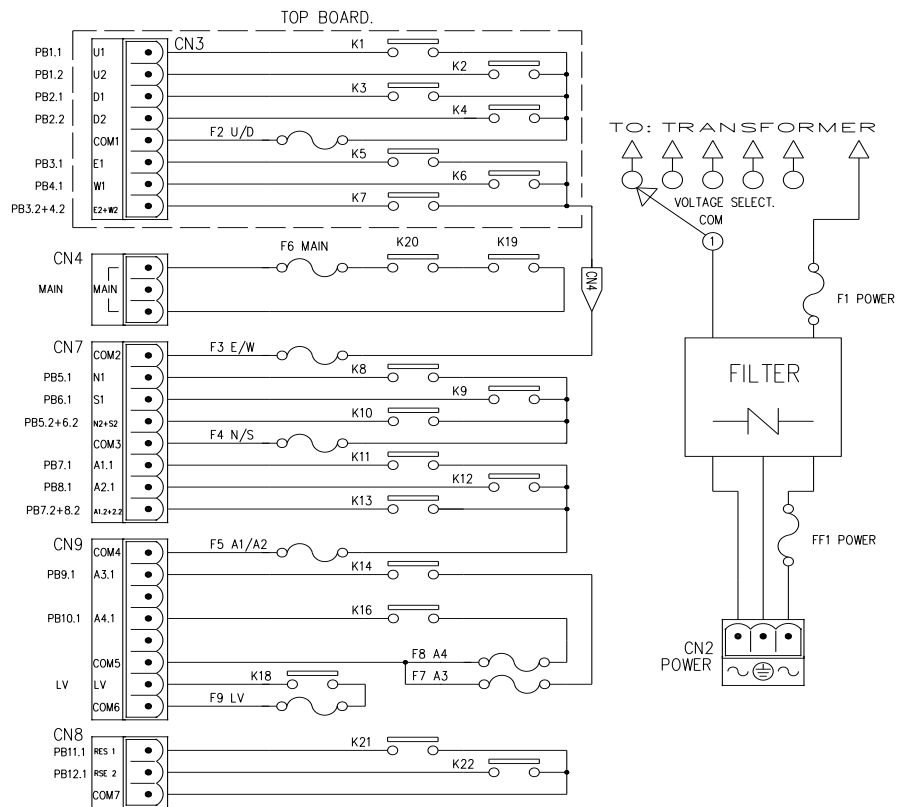 TOP BOARD.
CN3
PB1.1 U1 K1
PB1.2 U2 K2
PB2.1 D1 K3
PB2.2 D2 K4
COM1 F2 U/D
PB3.1 E1 K5
PB4.1 W1 K6
PB3.2+4.2 E2+W2 K7
CN4
F6 MAIN K20 K19
MAIN MAIN
CN4
CN7
COM2 F3 E/W
PB5.1 N1 K8
PB6.1 S1 K9
PB5.2+6.2 N2+S2 K10
COM3 F4 N/S
PB7.1 A1.1 K11
PB8.1 A2.1 K12
PB7.2+8.2 A1.2+2.2 K13
CN9
COM4 F5 A1/A2
PB9.1 A3.1 K14
PB10.1 A4.1 K16
COM5 F8 A4
F7 A3
LV LV K18
COM6 F9 LV
CN8
PB11.1 RES 1 K21
PB12.1 RSE 2 K22
COM7
TO: TRANSFORMER
VOLTAGE SELECT.
COM
1
F1 POWER
FILTER
N
FF1 POWER
CN2
POWER